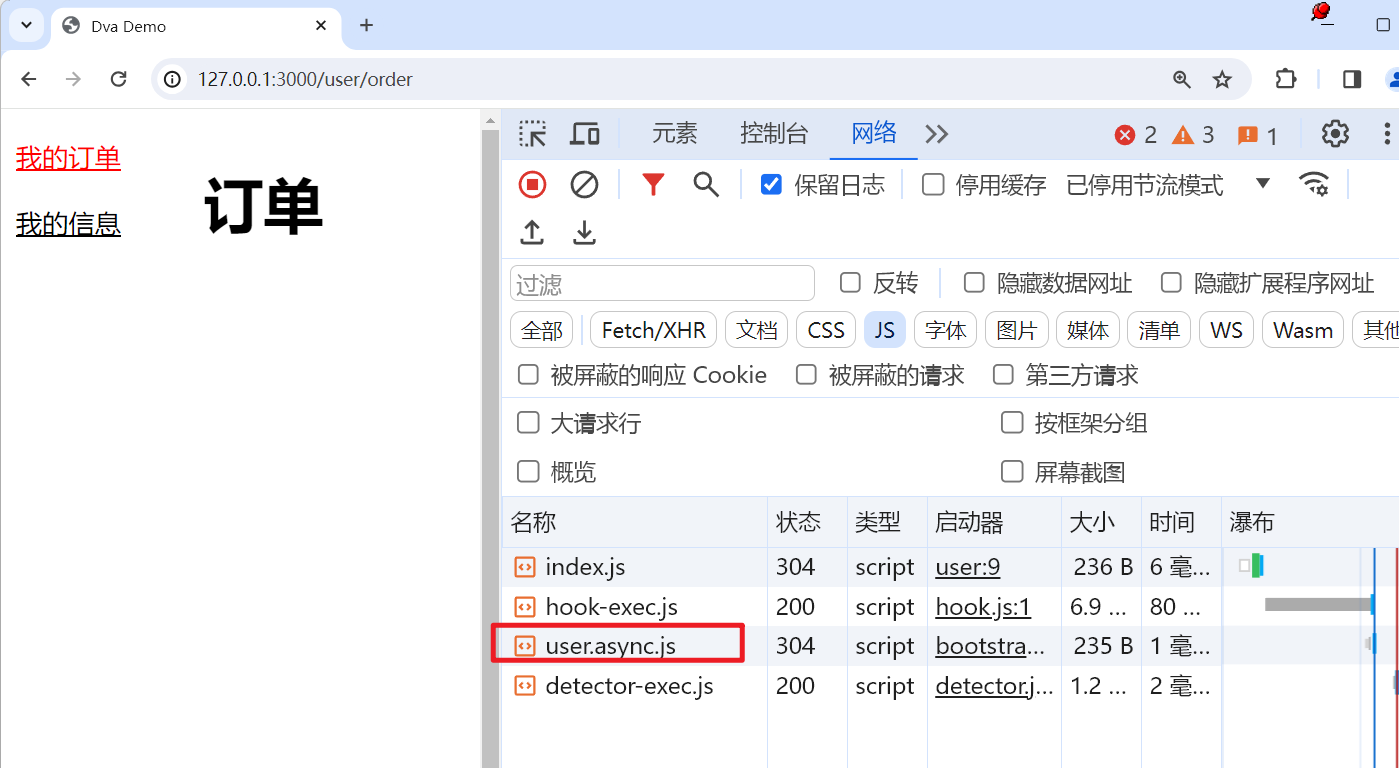 Dva Demo
127.0.0.1:3000/user/order
我的订单
订单
我的信息
元素 控制台 网络 2 3 1
保留日志 停用缓存 已停用节流模式
过滤 反转 隐藏数据网址 隐藏扩展程序网址
全部 Fetch/XHR 文档 CSS JS 字体 图片 媒体 清单 WS Wasm 其他
被屏蔽的响应 Cookie 被屏蔽的请求 第三方请求
大请求行 按框架分组
概览 屏幕截图
名称 状态 类型 启动器 大小 时间 瀑布
index.js 304 script user:9 236 B 6 毫...
hook-exec.js 200 script hook.js:1 6.9 ... 80 ...
user.async.js 304 script bootstra... 235 B 1 毫...
detector-exec.js 200 script detector.j... 1.2 ... 2 毫...